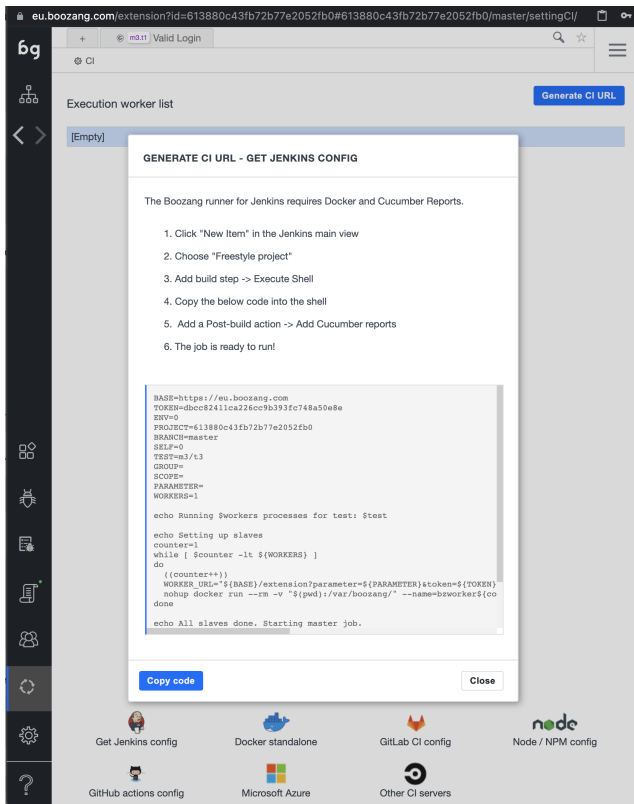 eu.boozang.com/extension?id=613880c43fb72b77e2052fb0#613880c43fb72b77e2052fb0/master/settingCI/
bg
+
© m3.t1 Valid Login
CI
Execution worker list
Generate CI URL
[Empty]
GENERATE CI URL - GET JENKINS CONFIG
The Boozang runner for Jenkins requires Docker and Cucumber Reports.
1. Click "New Item" in the Jenkins main view
2. Choose "Freestyle project"
3. Add build step -> Execute Shell
4. Copy the below code into the shell
5. Add a Post-build action -> Add Cucumber reports
6. The job is ready to run!
BASE=https://eu.boozang.com
TOKEN=dbcc82411ca226cc9b393fc748a50e8e
ENV=0
PROJECT=613880c43fb72b77e2052fb0
BRANCH=master
SELF=0
TEST=m3/t3
GROUP=
SCOPE=
PARAMETER=
WORKERS=1
echo Running $workers processes for test: $test
echo Setting up slaves
counter=1
while [ $counter -lt ${WORKERS} ]
do
((counter++))
WORKER_URL="${BASE}/extension?parameter=${PARAMETER}&token=${TOKEN}
nohup docker run --rm -v "$(pwd):/var/boozang/" --name=bzworker${co
done
echo All slaves done. Starting master job.
Copy code
Close
Get Jenkins config
Docker standalone
GitLab CI config
node
Node / NPM config
GitHub actions config
Microsoft Azure
Other CI servers